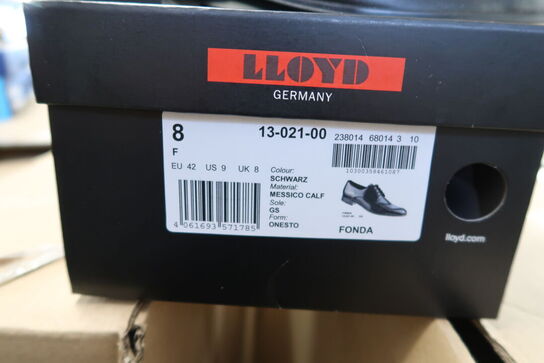 LLOYD
GERMANY
8
13-021-00
238014 68014 3 10
F
EU 42 US 9 UK 8
Colour:
SCHWARZ
Material:
MESSICO CALF
Sole:
GS
Form:
ONESTO
10300358461087
4 061693 571785
FONDA
lloyd.com